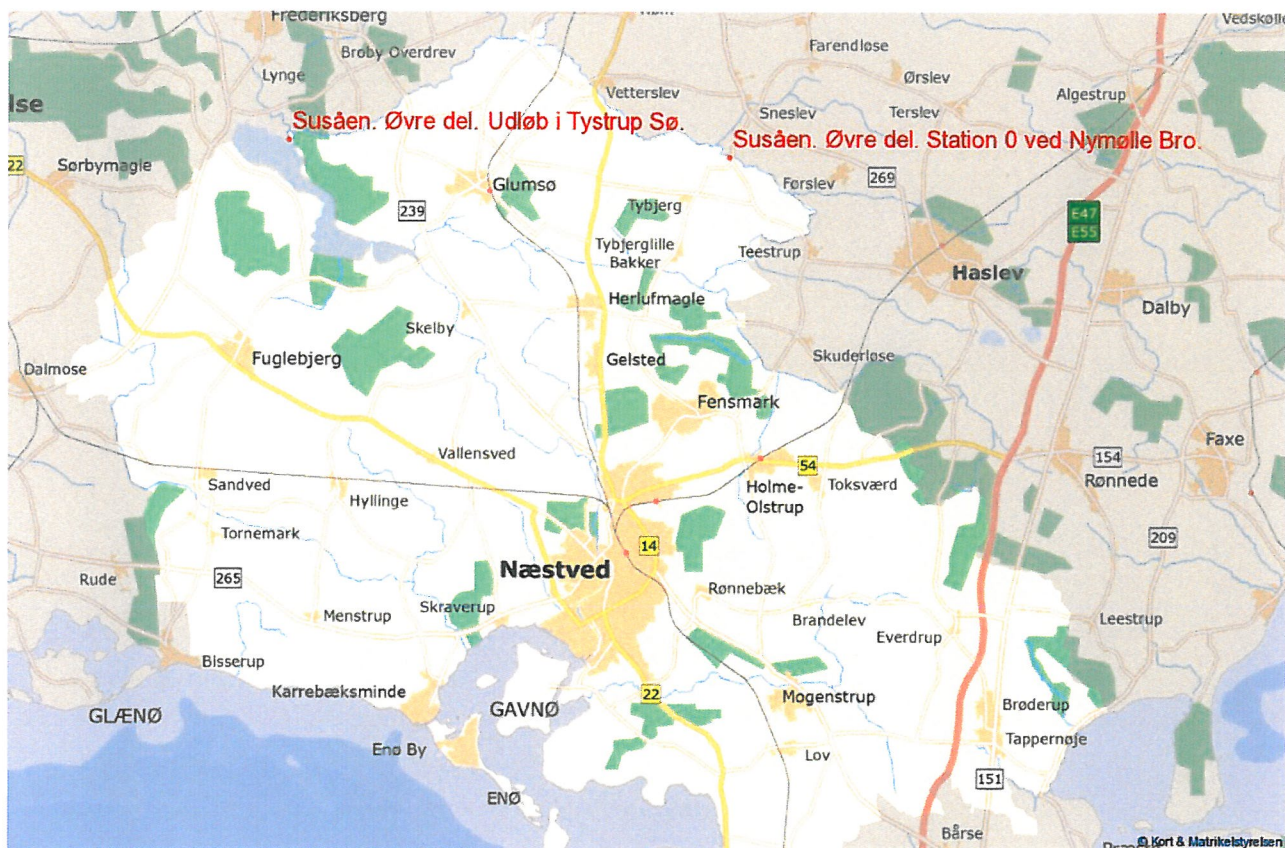 Frederiksberg
Vedskølle
Broby Overdrev
Farendløse
Lynge
Ørslev
Vetterslev
Algestrup
lse
Sneslev
Terslev
Susåen. Øvre del. Udløb i Tystrup Sø.
Susåen. Øvre del. Station 0 ved Nymølle Bro.
22
Sørbymagle
Glumsø
Førslev
269
239
Tybjerg
E47
E55
Tybjerglille
Bakker
Teestrup
Haslev
Herlufmagle
Dalby
Skelby
Fuglebjerg
Gelsted
Skuderløse
Dalmose
Fensmark
Faxe
Vallensved
154
54
Sandved
Hyllinge
Holme-
Olstrup
Toksværd
Rønnede
Tornemark
14
209
Næstved
Rude
265
Rønnebæk
Menstrup
Skraverup
Brandelev
Everdrup
Leestrup
Bisserup
Karrebæksminde
22
Mogenstrup
Brøderup
GLÆNØ
GAVNØ
Enø By
Lov
Tappernøje
ENØ
151
Bårse
© Kort & Matrikelstyrelsen